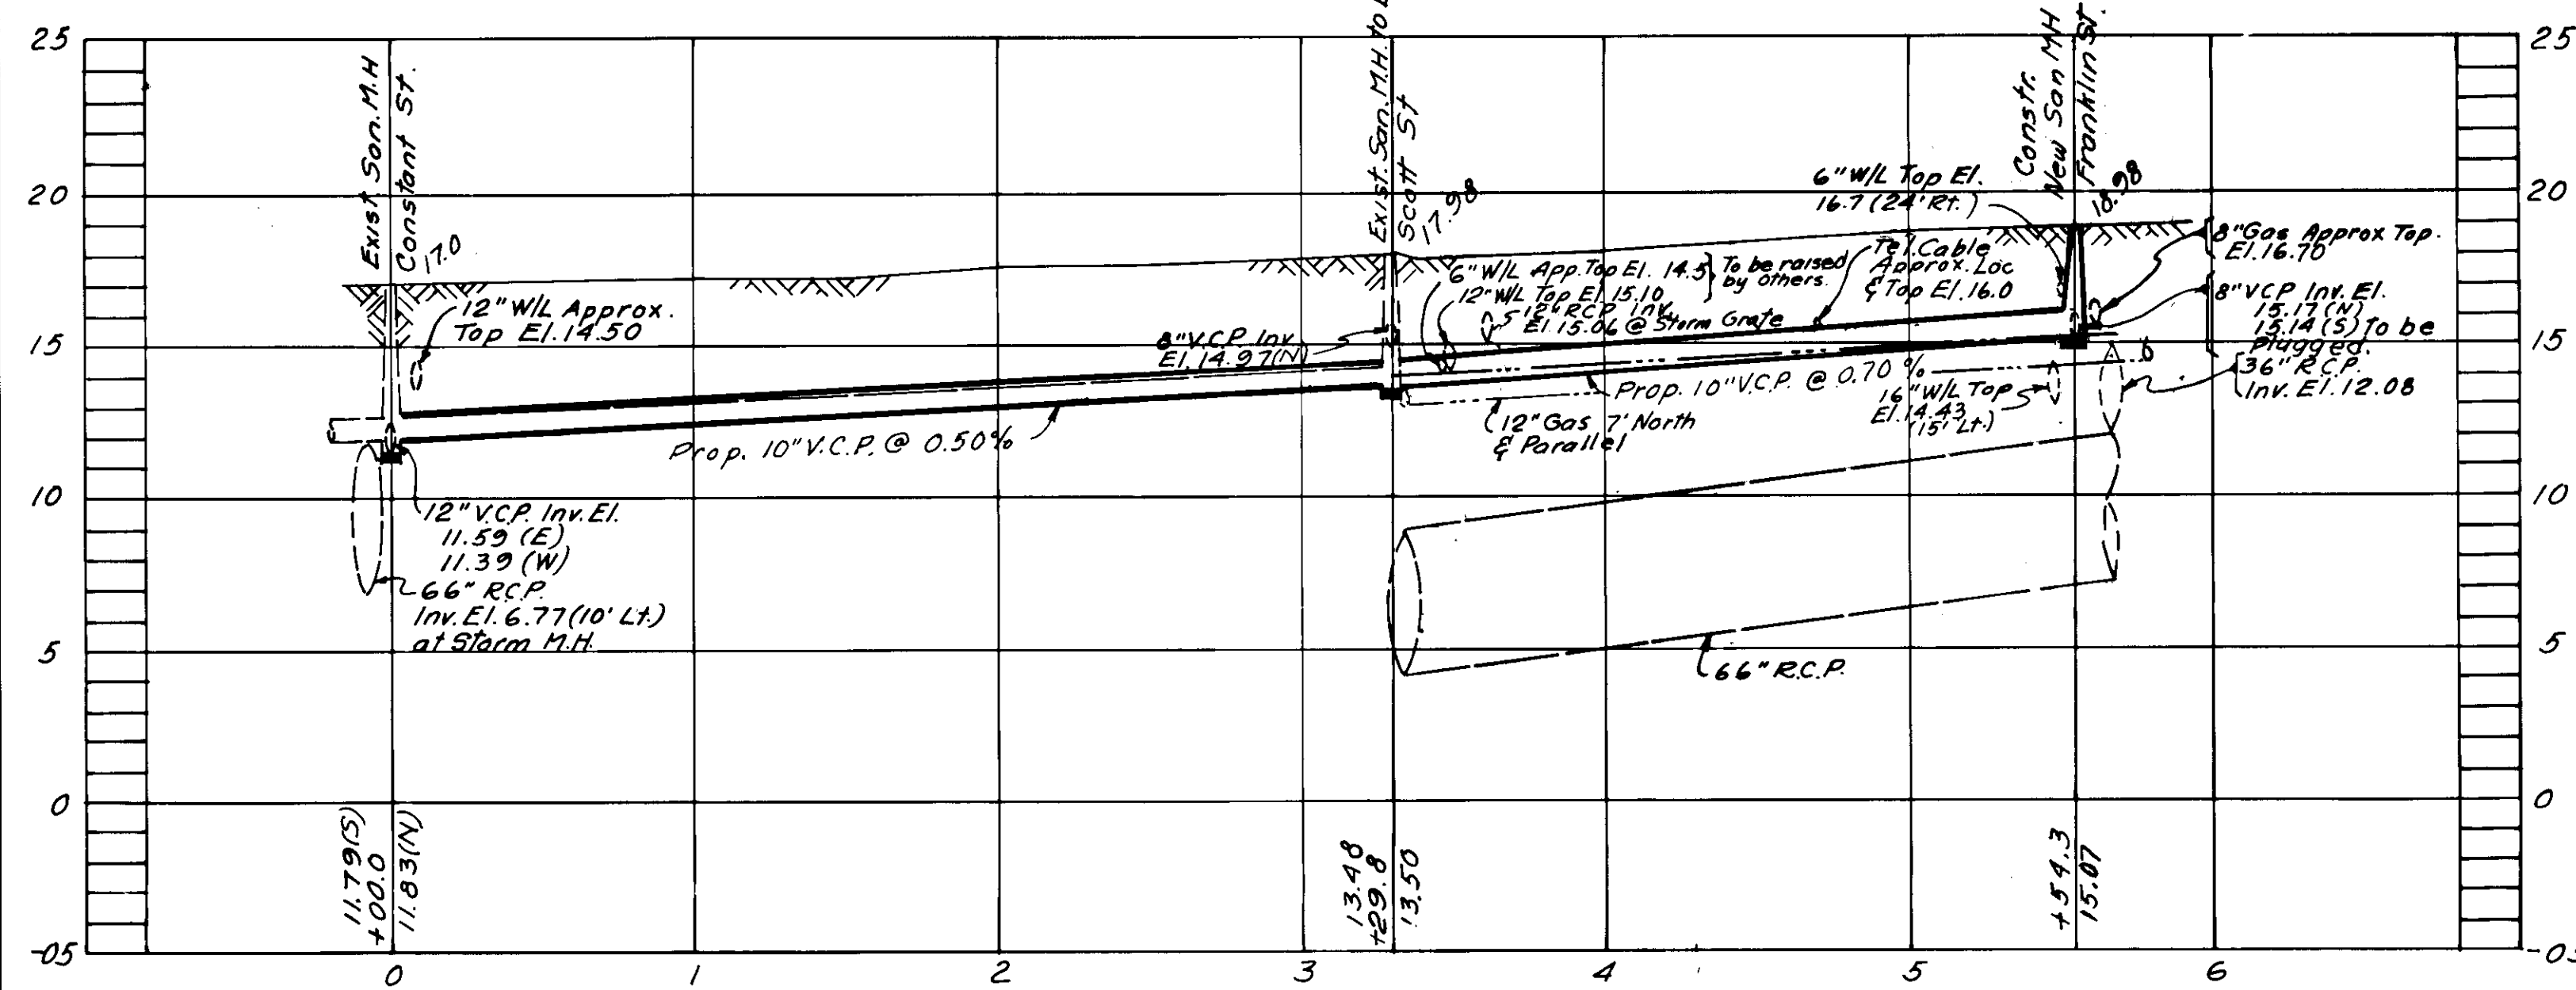 25
20
15
10
5
0
-05
Exist San. M.H
Constant St.
17.0
12" W/L Approx.
Top El. 14.50
Prop. 10" V.C.P. @ 0.50%
12" V.C.P. Inv. El.
11.59 (E)
11.39 (W)
66" R.C.P.
Inv. El. 6.77 (10' Lt.)
at Storm M.H.
11.79 (S)
+00.0
11.83 (N)
Exist. San. M.H. to
Scott St
17.98
8" V.C.P. Inv.
El. 14.97 (N)
6" W/L App. Top El. 14.5
12" W/L Top El. 15.10
To be raised
by others.
12" RCP Inv.
El. 15.06 @ Storm Grate
Tel. Cable
Approx. Loc
& Top El. 16.0
6" W/L Top El.
16.7 (24' Rt.)
Prop. 10" V.C.P. @ 0.70 %
12" Gas 7' North
& Parallel
16" W/L Top
El. 14.43
(15' Lt.)
66" R.C.P.
13.48
+29.8
13.50
Constr.
New San MH
Franklin St.
18.98
8" Gas Approx Top.
El. 16.70
8" VCP Inv. El.
15.17 (N)
15.14 (S) To be
Plugged.
36" R.C.P.
Inv. El. 12.08
+54.3
15.07
25
20
15
10
5
0
0 1 2 3 4 5 6